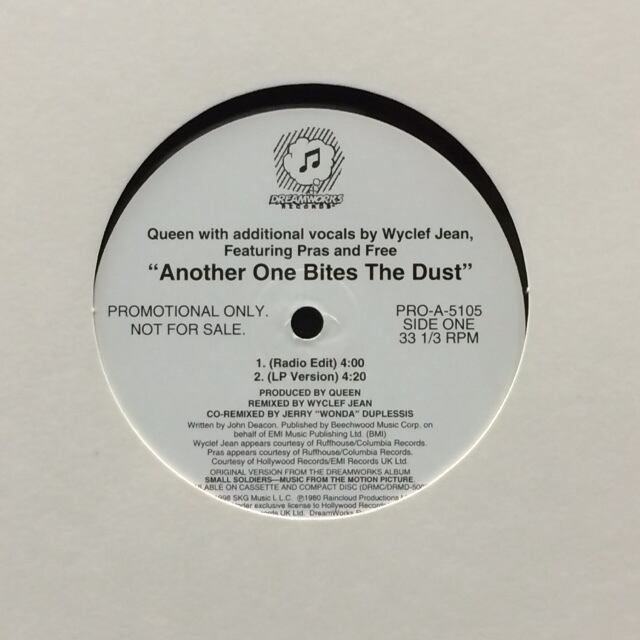 DREAMWORKS
RECORDS
Queen with additional vocals by Wyclef Jean,
Featuring Pras and Free
"Another One Bites The Dust"
PROMOTIONAL ONLY.
NOT FOR SALE.
PRO-A-5105
SIDE ONE
33 1/3 RPM
1. (Radio Edit) 4:00
2. (LP Version) 4:20
PRODUCED BY QUEEN
REMIXED BY WYCLEF JEAN
CO-REMIXED BY JERRY "WONDA" DUPLESSIS
Written by John Deacon. Published by Beechwood Music Corp. on
behalf of EMI Music Publishing Ltd. (BMI)
Wyclef Jean appears courtesy of Ruffhouse/Columbia Records.
Pras appears courtesy of Ruffhouse/Columbia Records.
Courtesy of Hollywood Records/EMI Records UK Ltd.
ORIGINAL VERSION FROM THE DREAMWORKS ALBUM
SMALL SOLDIERS—MUSIC FROM THE MOTION PICTURE.
ON CASSETTE AND COMPACT DISC
SKG Music L.L.C. ℗1980 Raincloud Productions
exclusive license to Hollywood
UK Ltd. DreamWorks